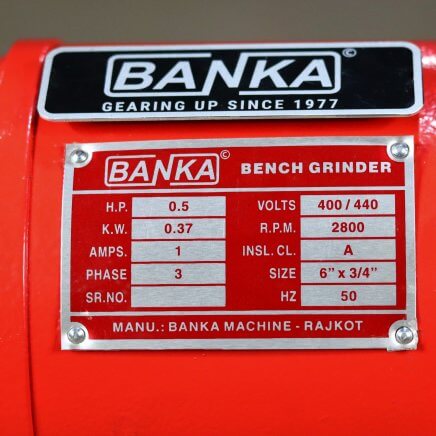 BANKA ©
GEARING UP SINCE 1977
BANKA © BENCH GRINDER
H.P. 0.5 VOLTS 400 / 440
K.W. 0.37 R.P.M. 2800
AMPS. 1 INSL. CL. A
PHASE 3 SIZE 6" x 3/4"
SR.NO. HZ 50
MANU.: BANKA MACHINE - RAJKOT